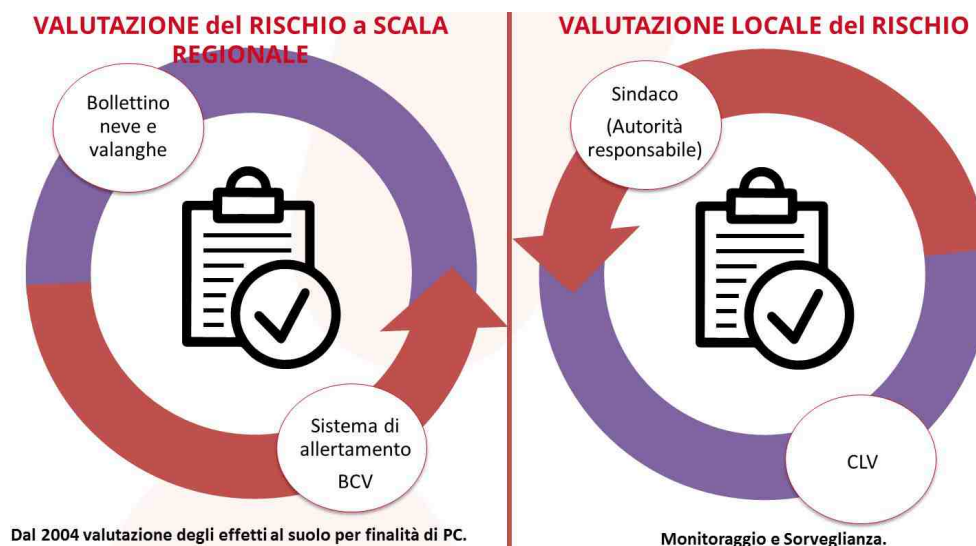 VALUTAZIONE del RISCHIO a SCALA
REGIONALE
Bollettino
neve e
valanghe
Sistema di
allertamento
BCV
Dal 2004 valutazione degli effetti al suolo per finalità di PC.
VALUTAZIONE LOCALE del RISCHIO
Sindaco
(Autorità
responsabile)
CLV
Monitoraggio e Sorveglianza.